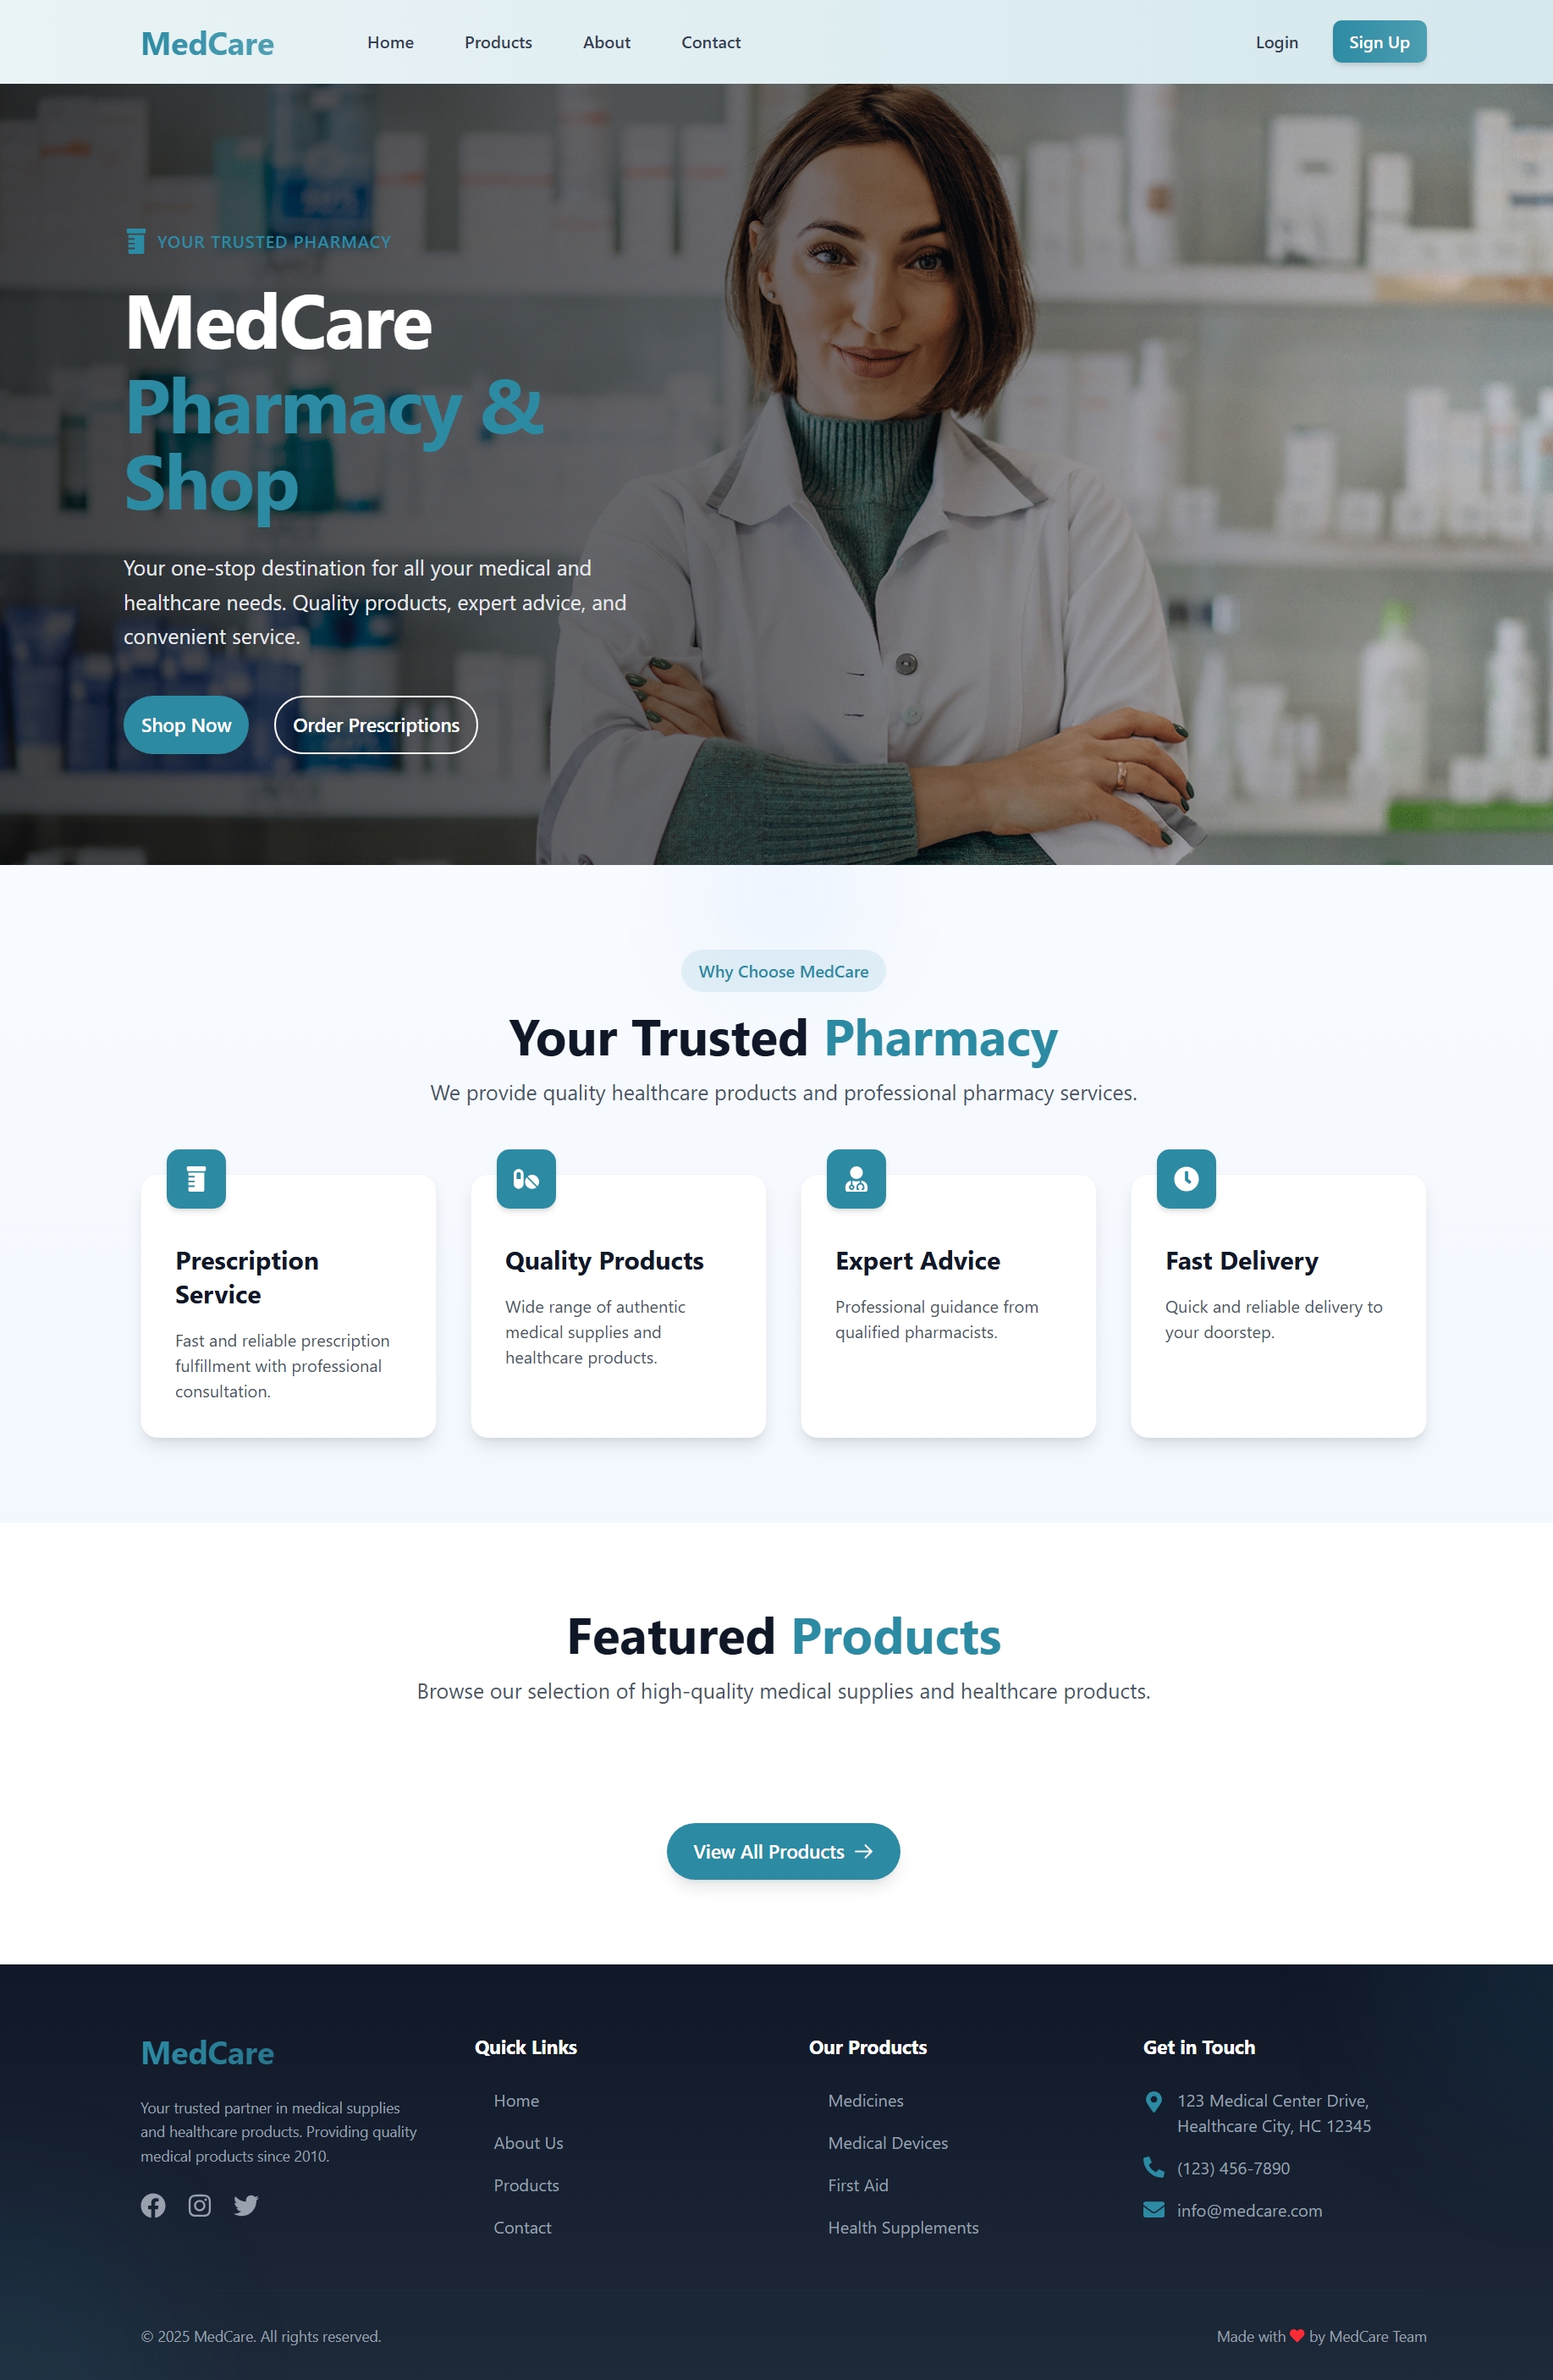 MedCare
Home
Products
About
Contact
Login
Sign Up
YOUR TRUSTED PHARMACY
MedCare
Pharmacy &
Shop
Your one-stop destination for all your medical and
healthcare needs. Quality products, expert advice, and
convenient service.
Shop Now
Order Prescriptions
Why Choose MedCare
Your Trusted Pharmacy
We provide quality healthcare products and professional pharmacy services.
Prescription
Service
Fast and reliable prescription
fulfillment with professional
consultation.
Quality Products
Wide range of authentic
medical supplies and
healthcare products.
Expert Advice
Professional guidance from
qualified pharmacists.
Fast Delivery
Quick and reliable delivery to
your doorstep.
Featured Products
Browse our selection of high-quality medical supplies and healthcare products.
View All Products
MedCare
Your trusted partner in medical supplies
and healthcare products. Providing quality
medical products since 2010.
Quick Links
Home
About Us
Products
Contact
Our Products
Medicines
Medical Devices
First Aid
Health Supplements
Get in Touch
123 Medical Center Drive,
Healthcare City, HC 12345
(123) 456-7890
info@medcare.com
© 2025 MedCare. All rights reserved.
Made with ❤ by MedCare Team